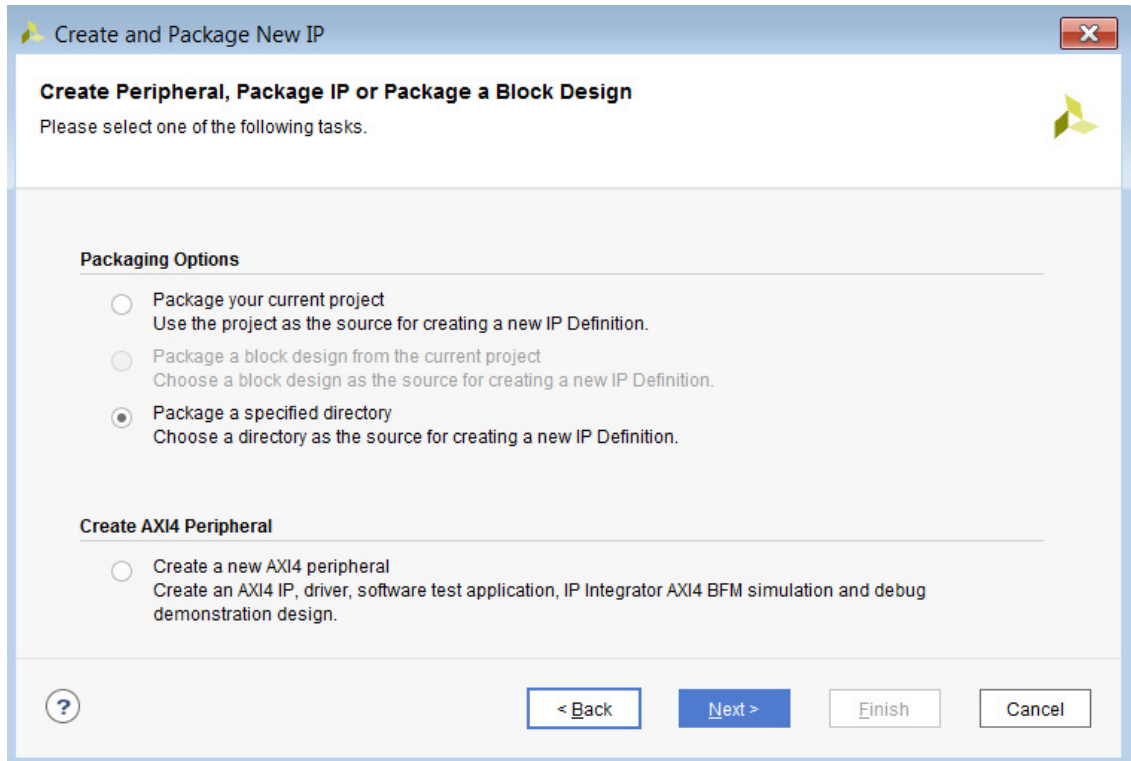 Create and Package New IP
Create Peripheral, Package IP or Package a Block Design
Please select one of the following tasks.
Packaging Options
Package your current project
Use the project as the source for creating a new IP Definition.
Package a block design from the current project
Choose a block design as the source for creating a new IP Definition.
Package a specified directory
Choose a directory as the source for creating a new IP Definition.
Create AXI4 Peripheral
Create a new AXI4 peripheral
Create an AXI4 IP, driver, software test application, IP Integrator AXI4 BFM simulation and debug
demonstration design.
? < Back Next > Finish Cancel